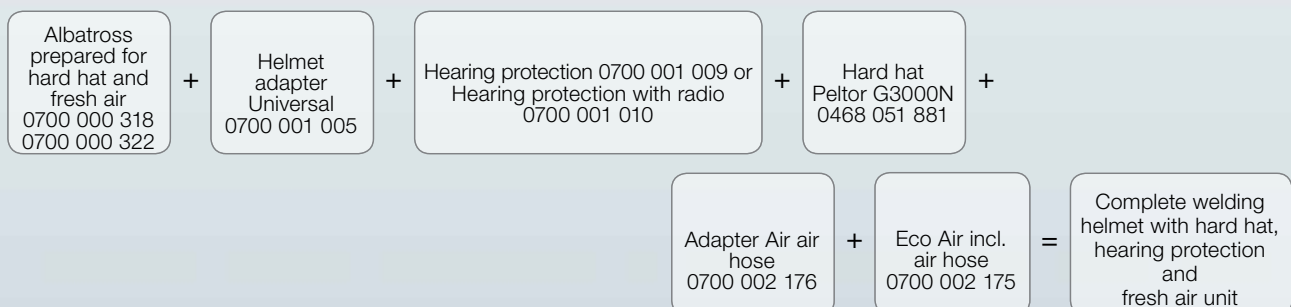 Albatross
prepared for
hard hat and
fresh air
0700 000 318
0700 000 322
+
Helmet
adapter
Universal
0700 001 005
+
Hearing protection 0700 001 009 or
Hearing protection with radio
0700 001 010
+
Hard hat
Peltor G3000N
0468 051 881
+
Adapter Air air
hose
0700 002 176
+
Eco Air incl.
air hose
0700 002 175
=
Complete welding
helmet with hard hat,
hearing protection
and
fresh air unit